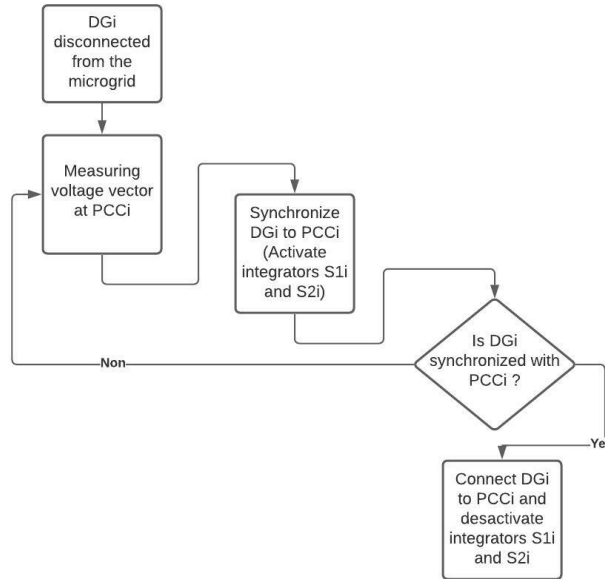 DGi
disconnected
from the
microgrid
Measuring
voltage vector
at PCCi
Synchronize
DGi to PCCi
(Activate
integrators S1i
and S2i)
Is DGi
synchronized with
PCCi ?
Non
Ye
Connect DGi
to PCCi and
desactivate
integrators S1i
and S2i